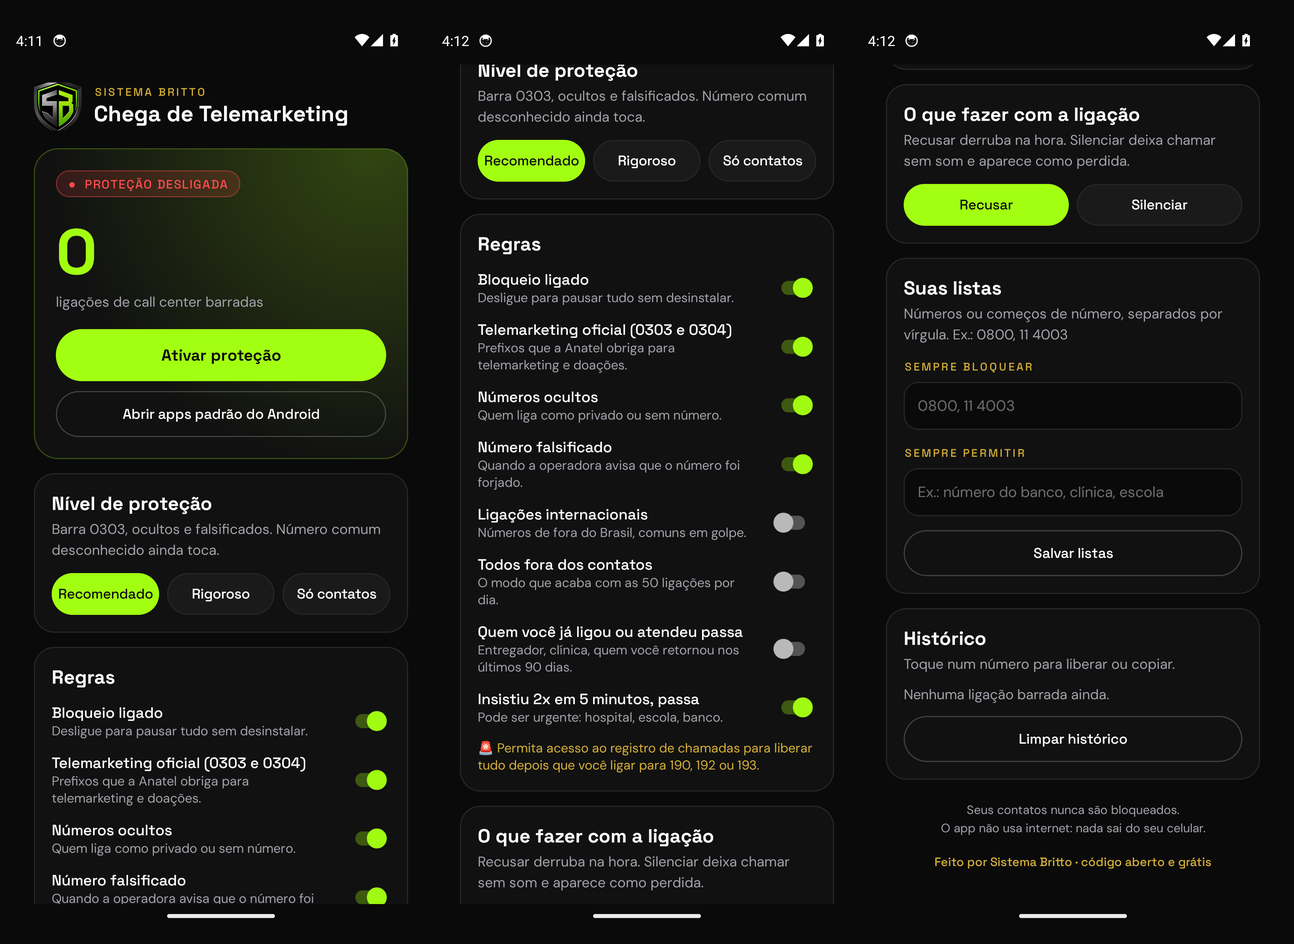 4:11
SISTEMA BRITTO
Chega de Telemarketing
PROTEÇÃO DESLIGADA
0
ligações de call center barradas
Ativar proteção
Abrir apps padrão do Android
Nível de proteção
Barra 0303, ocultos e falsificados. Número comum
desconhecido ainda toca.
Recomendado Rigoroso Só contatos
Regras
Bloqueio ligado
Desligue para pausar tudo sem desinstalar.
Telemarketing oficial (0303 e 0304)
Prefixos que a Anatel obriga para
telemarketing e doações.
Números ocultos
Quem liga como privado ou sem número.
Número falsificado
Quando a operadora avisa que o número foi
4:12
Nível de proteção
Barra 0303, ocultos e falsificados. Número comum
desconhecido ainda toca.
Recomendado Rigoroso Só contatos
Regras
Bloqueio ligado
Desligue para pausar tudo sem desinstalar.
Telemarketing oficial (0303 e 0304)
Prefixos que a Anatel obriga para
telemarketing e doações.
Números ocultos
Quem liga como privado ou sem número.
Número falsificado
Quando a operadora avisa que o número foi
forjado.
Ligações internacionais
Números de fora do Brasil, comuns em golpe.
Todos fora dos contatos
O modo que acaba com as 50 ligações por
dia.
Quem você já ligou ou atendeu passa
Entregador, clínica, quem você retornou nos
últimos 90 dias.
Insistiu 2x em 5 minutos, passa
Pode ser urgente: hospital, escola, banco.
🚨 Permita acesso ao registro de chamadas para liberar
tudo depois que você ligar para 190, 192 ou 193.
O que fazer com a ligação
Recusar derruba na hora. Silenciar deixa chamar
sem som e aparece como perdida.
4:12
O que fazer com a ligação
Recusar derruba na hora. Silenciar deixa chamar
sem som e aparece como perdida.
Recusar Silenciar
Suas listas
Números ou começos de número, separados por
vírgula. Ex.: 0800, 11 4003
SEMPRE BLOQUEAR
0800, 11 4003
SEMPRE PERMITIR
Ex.: número do banco, clínica, escola
Salvar listas
Histórico
Toque num número para liberar ou copiar.
Nenhuma ligação barrada ainda.
Limpar histórico
Seus contatos nunca são bloqueados.
O app não usa internet: nada sai do seu celular.
Feito por Sistema Britto · código aberto e grátis